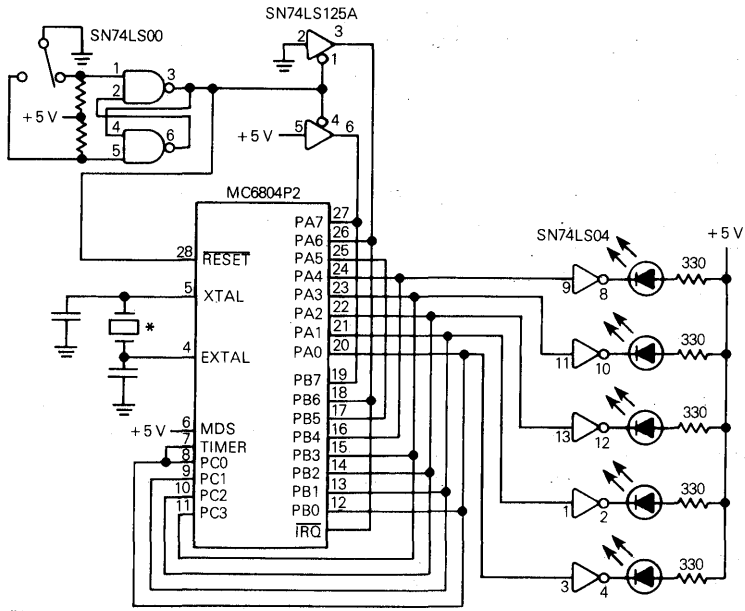 SN74LS125A
SN74LS00
2
3
1
1
2
3
+5 V
4
5
6
+5 V
5
4
6
MC6804P2
28
RESET
5
XTAL
*
4
EXTAL
+5 V
6
MDS
7
TIMER
8
PC0
9
PC1
10
PC2
11
PC3
PA7
27
PA6
26
PA5
25
PA4
24
PA3
23
PA2
22
PA1
21
PA0
20
PB7
19
PB6
18
PB5
17
PB4
16
PB3
15
PB2
14
PB1
13
PB0
12
IRQ
SN74LS04
+5 V
9
8
330
11
10
330
13
12
330
1
2
330
3
4
330